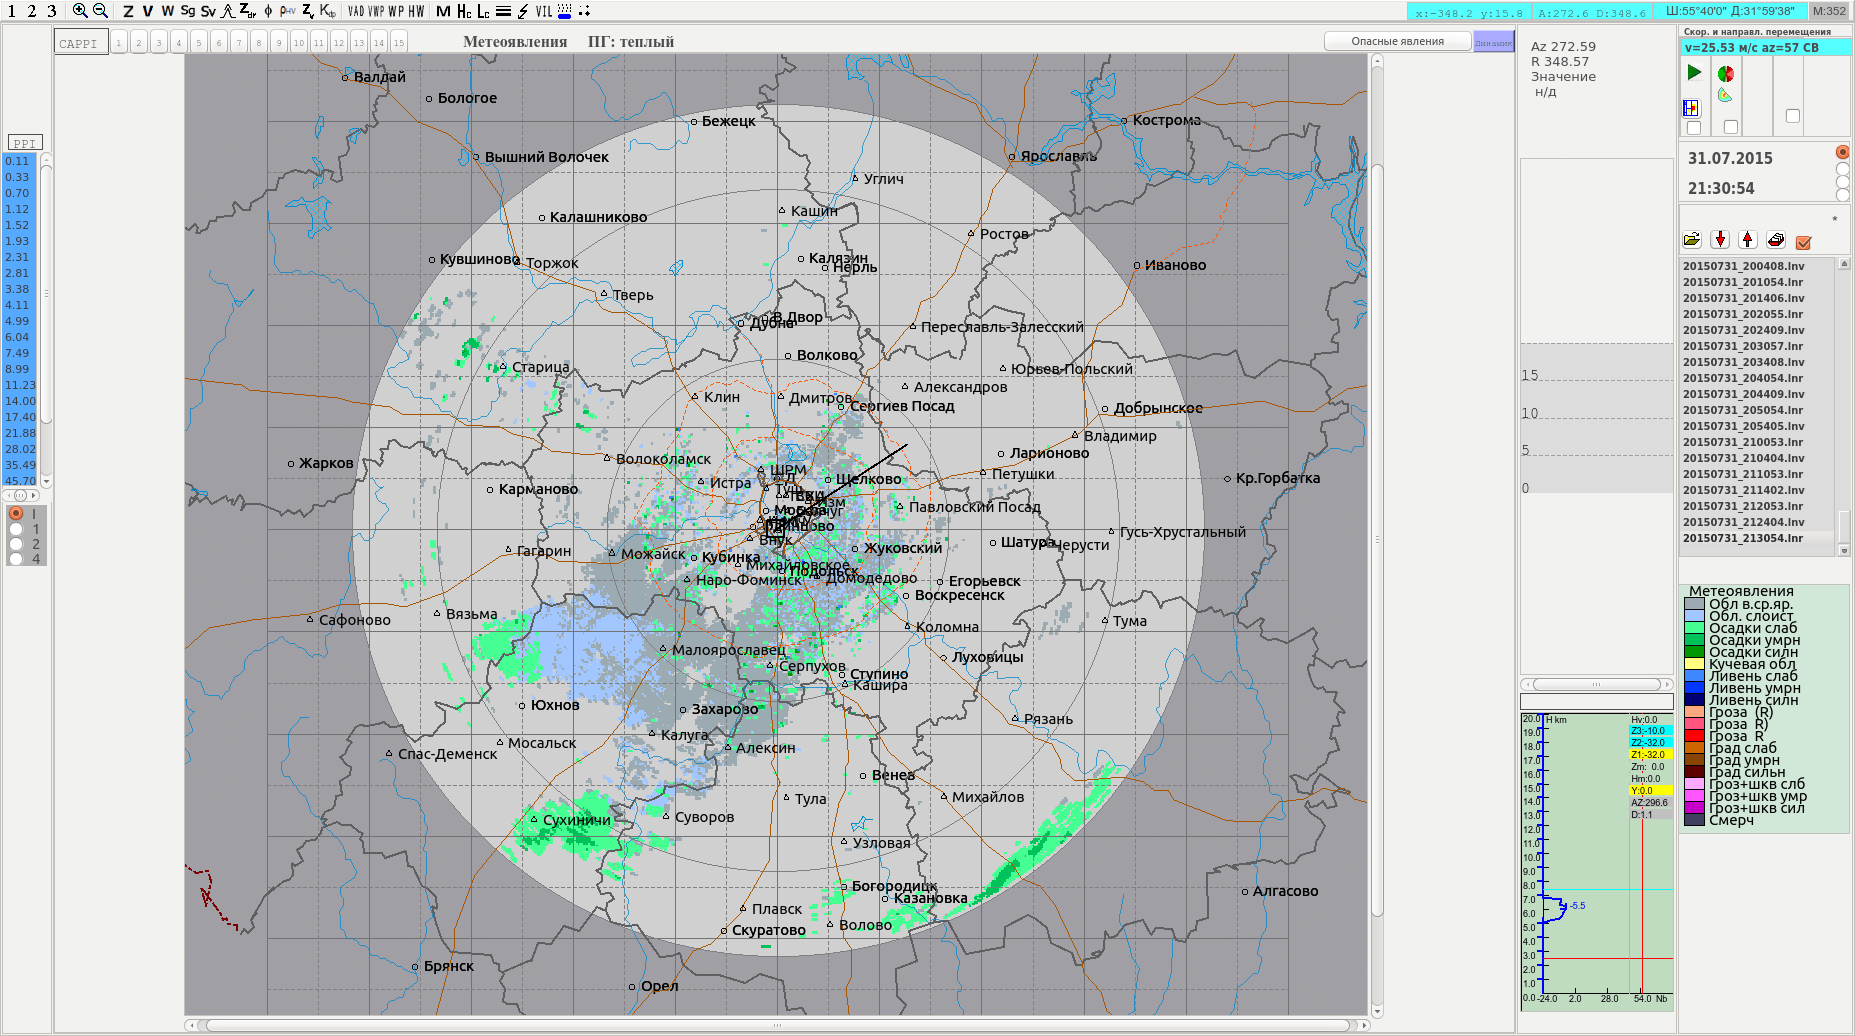 1 2 3 Z V W Sg Sv VAD VWP WP HW M Hc Lc VIL
x:-348.2 y:15.8 A:272.6 D:348.6 Ш:55°40'0" Д:31°59'38" М:352
CAPPI 1 2 3 4 5 6 7 8 9 10 11 12 13 14 15
Метеоявления ПГ: теплый
Опасные явления
Динамик
Az 272.59
R 348.57
Значение
н/д
Скор. и направл. перемещения
v=25.53 м/с az=57 СВ
31.07.2015
21:30:54
*
PPI
0.11
0.33
0.70
1.12
1.52
1.93
2.31
2.81
3.38
4.11
4.99
6.04
7.49
8.99
11.23
14.00
17.40
21.88
28.02
35.49
45.70
I
1
2
4
Валдай
Бологое
Бежецк
Кострома
Вышний Волочек
Ярославль
Углич
Калашниково
Кашин
Ростов
Кувшиново
Торжок
Калязин
Нерль
Иваново
Тверь
В.Двор
Дубна
Переславль-Залесский
Волково
Старица
Юрьев-Польский
Александров
Клин
Дмитров
Сергиев Посад
Добрынское
Владимир
Волоколамск
Ларионово
Жарков
ШРМ
Петушки
Истра
Щелково
Кр.Горбатка
Карманово
Павловский Посад
Гусь-Хрустальный
Внук
Шатура
Черусти
Гагарин
Можайск
Кубинка
Жуковский
Михайловское
Подольск
Наро-Фоминск
Домодедово
Егорьевск
Воскресенск
Вязьма
Сафоново
Коломна
Тума
Малоярославец
Луховицы
Серпухов
Ступино
Кашира
Юхнов
Захарово
Рязань
Калуга
Мосальск
Алексин
Спас-Деменск
Венев
Тула
Михайлов
Суворов
Сухиничи
Узловая
Богородицк
Казановка
Алгасово
Плавск
Волово
Скуратово
Брянск
Орел
15
10
5
0
20150731_200408.lnv
20150731_201054.lnr
20150731_201406.lnv
20150731_202055.lnr
20150731_202409.lnv
20150731_203057.lnr
20150731_203408.lnv
20150731_204054.lnr
20150731_204409.lnv
20150731_205054.lnr
20150731_205405.lnv
20150731_210053.lnr
20150731_210404.lnv
20150731_211053.lnr
20150731_211402.lnv
20150731_212053.lnr
20150731_212404.lnv
20150731_213054.lnr
Метеоявления
Обл в.ср.яр.
Обл. слоист
Осадки слаб
Осадки умрн
Осадки силн
Кучевая обл
Ливень слаб
Ливень умрн
Ливень силн
Гроза (R)
Гроза R)
Гроза R
Град слаб
Град умрн
Град сильн
Гроз+шкв слб
Гроз+шкв умр
Гроз+шкв сил
Смерч
H km
20.0
19.0
18.0
17.0
16.0
15.0
14.0
13.0
12.0
11.0
10.0
9.0
8.0
7.0
6.0
5.0
4.0
3.0
2.0
1.0
0.0
-24.0 2.0 28.0 54.0 Nb
Hv:0.0
Z3:-10.0
Z2:-32.0
Z1:-32.0
Zm: 0.0
Hm:0.0
Y:0.0
AZ:296.6
D:1.1
-5.5